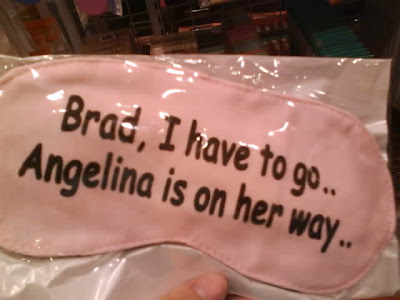 Brad, I have to go..
Angelina is on her way..